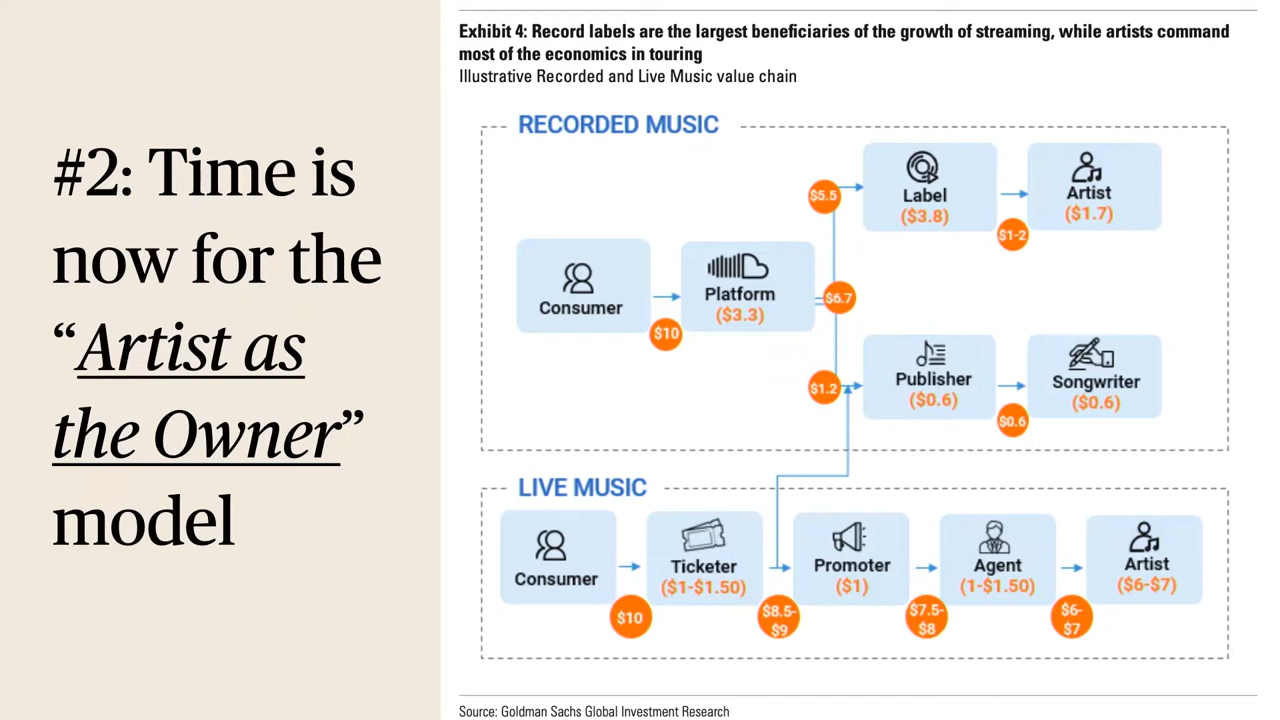 #2: Time is
now for the
“Artist as
the Owner”
model
Exhibit 4: Record labels are the largest beneficiaries of the growth of streaming, while artists command
most of the economics in touring
Illustrative Recorded and Live Music value chain
RECORDED MUSIC
Consumer
$10
Platform
($3.3)
$6.7
$5.5
Label
($3.8)
$1-2
Artist
($1.7)
$1.2
Publisher
($0.6)
$0.6
Songwriter
($0.6)
LIVE MUSIC
Consumer
$10
Ticketer
($1-$1.50)
$8.5-
$9
Promoter
($1)
$7.5-
$8
Agent
(1-$1.50)
$6-
$7
Artist
($6-$7)
Source: Goldman Sachs Global Investment Research